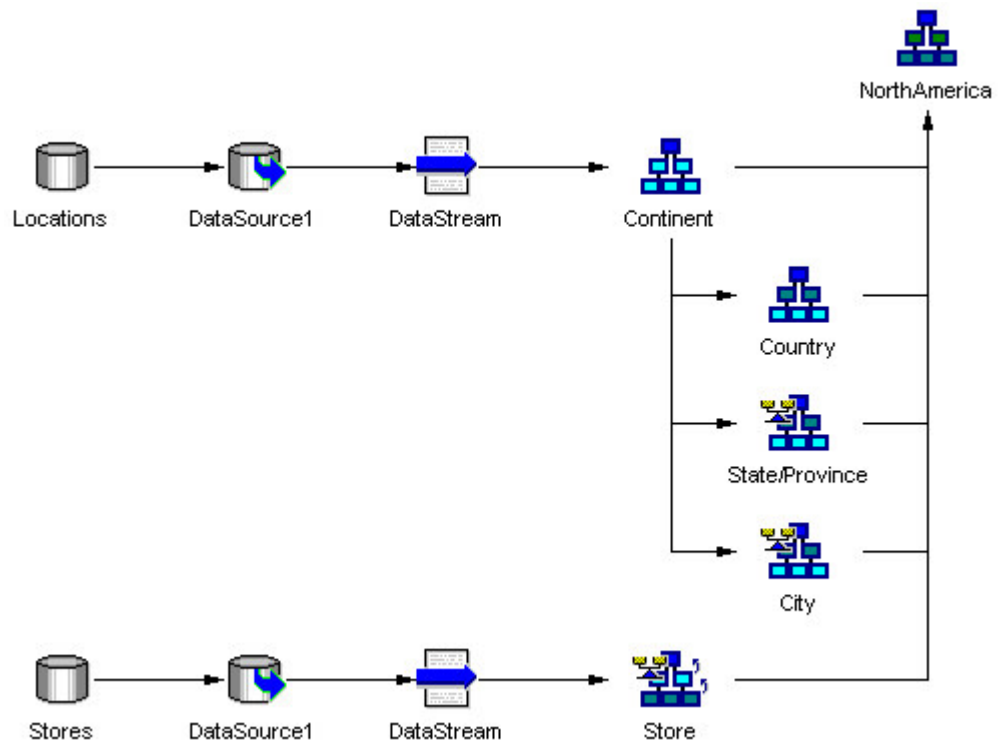 NorthAmerica
Locations
DataSource1
DataStream
Continent
Country
State/Province
City
Stores
DataSource1
DataStream
Store